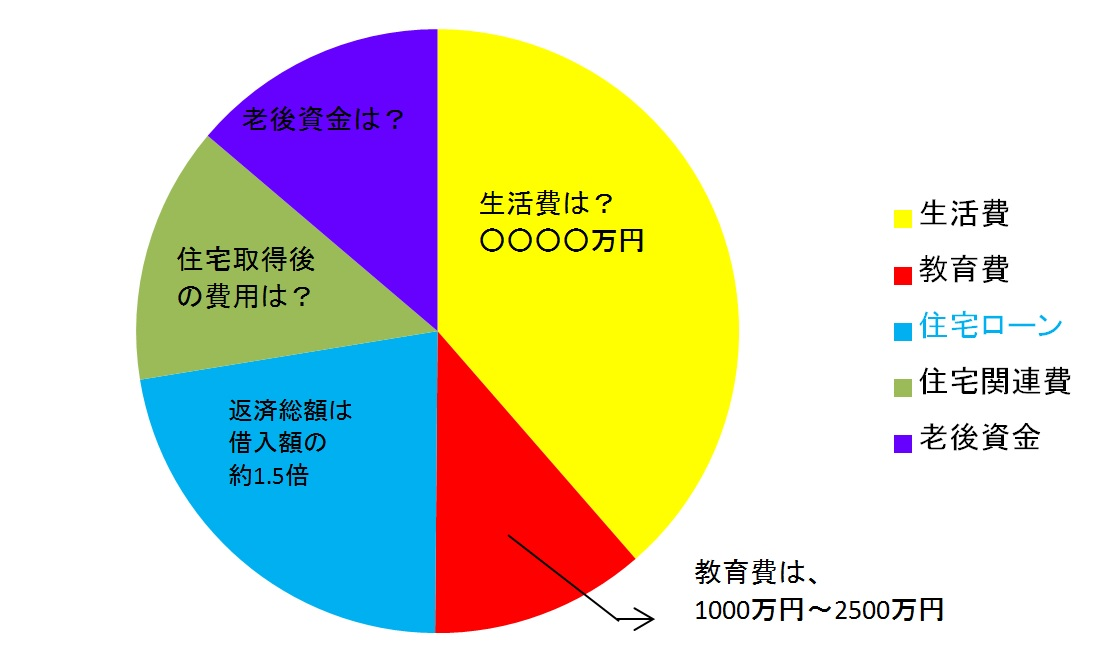 老後資金は？
生活費は？
〇〇〇〇万円
住宅取得後
の費用は？
返済総額は
借入額の
約1.5倍
教育費は、
1000万円～2500万円
生活費
教育費
住宅ローン
住宅関連費
老後資金